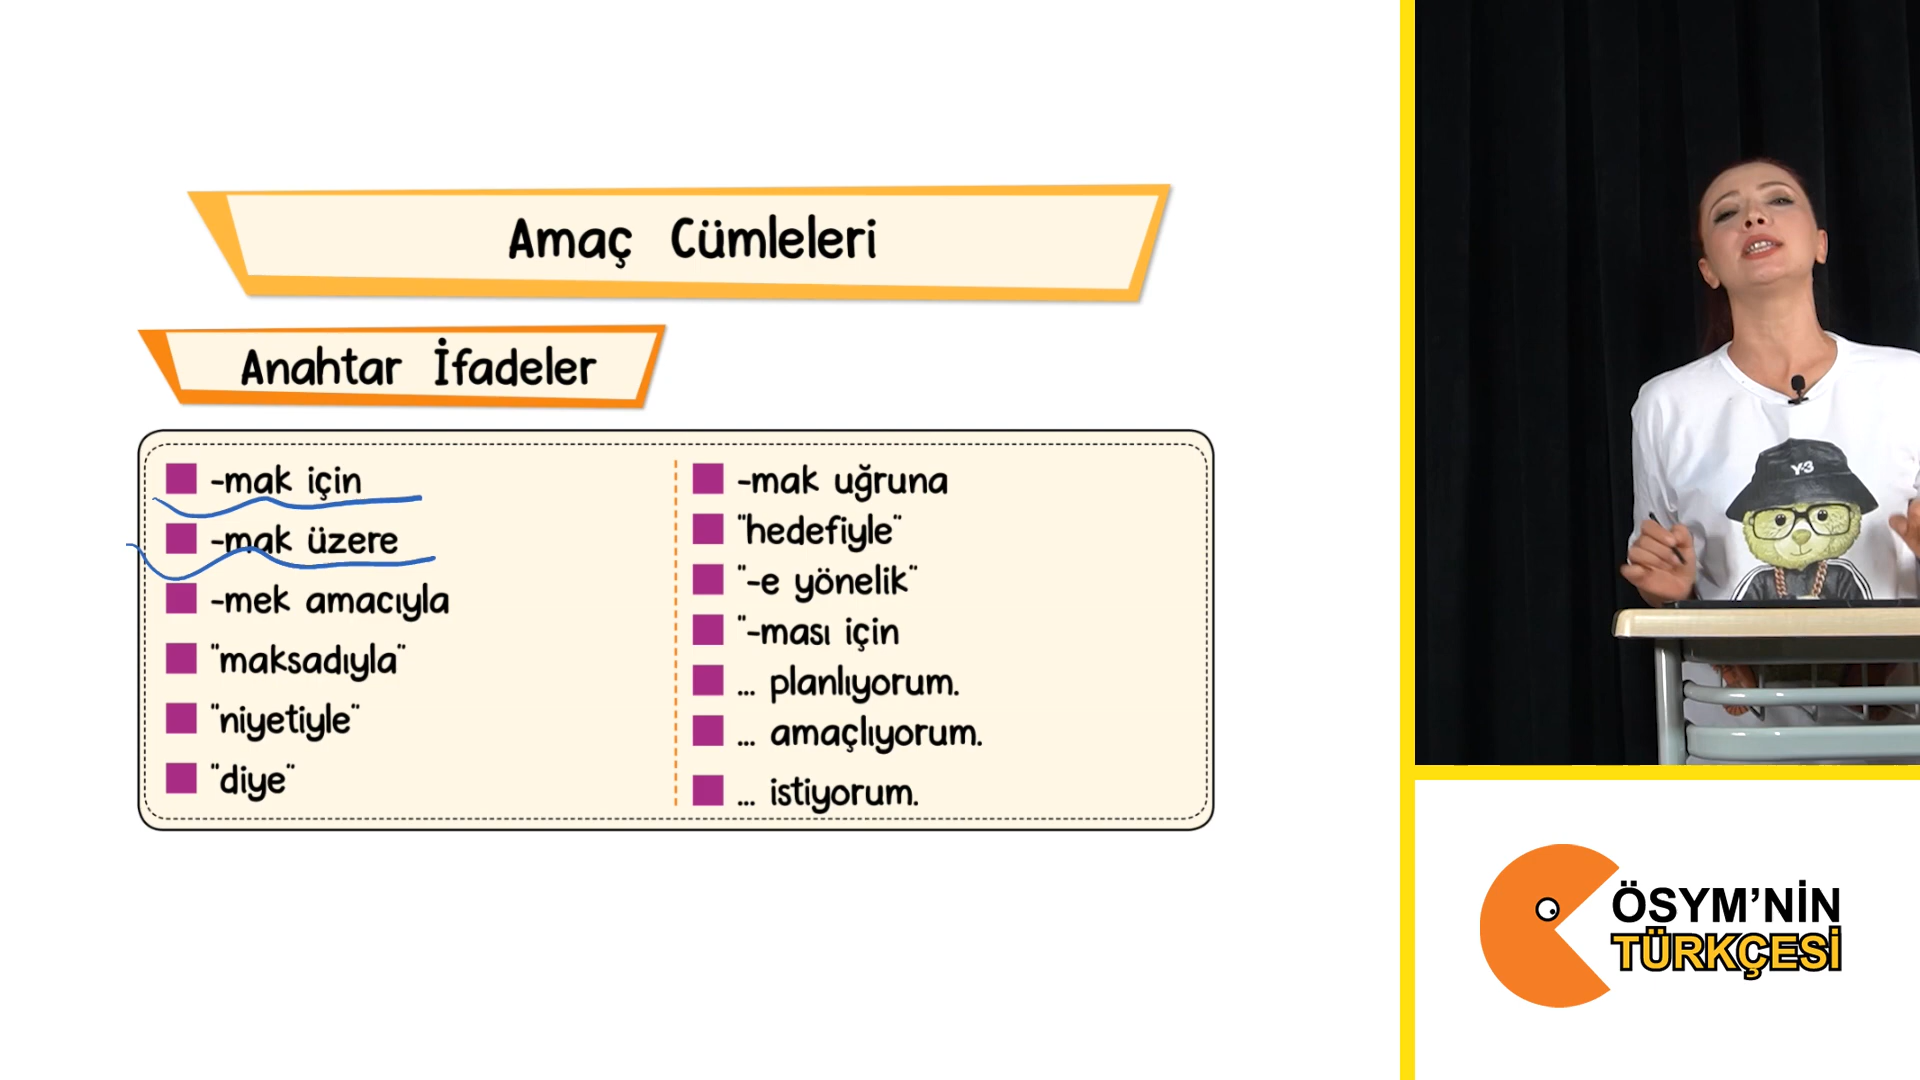 Amaç Cümleleri
Anahtar İfadeler
-mak için
-mak üzere
-mek amacıyla
"maksadıyla"
"niyetiyle"
"diye"
-mak uğruna
"hedefiyle"
"-e yönelik"
"-ması için
... planlıyorum.
... amaçlıyorum.
... istiyorum.
Y-3
ÖSYM'NİN
TÜRKÇESİ